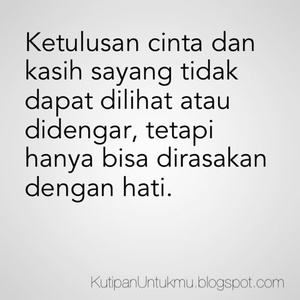 Ketulusan cinta dan
kasih sayang tidak
dapat dilihat atau
didengar, tetapi
hanya bisa dirasakan
dengan hati.
KutipanUntukmu.blogspot.com